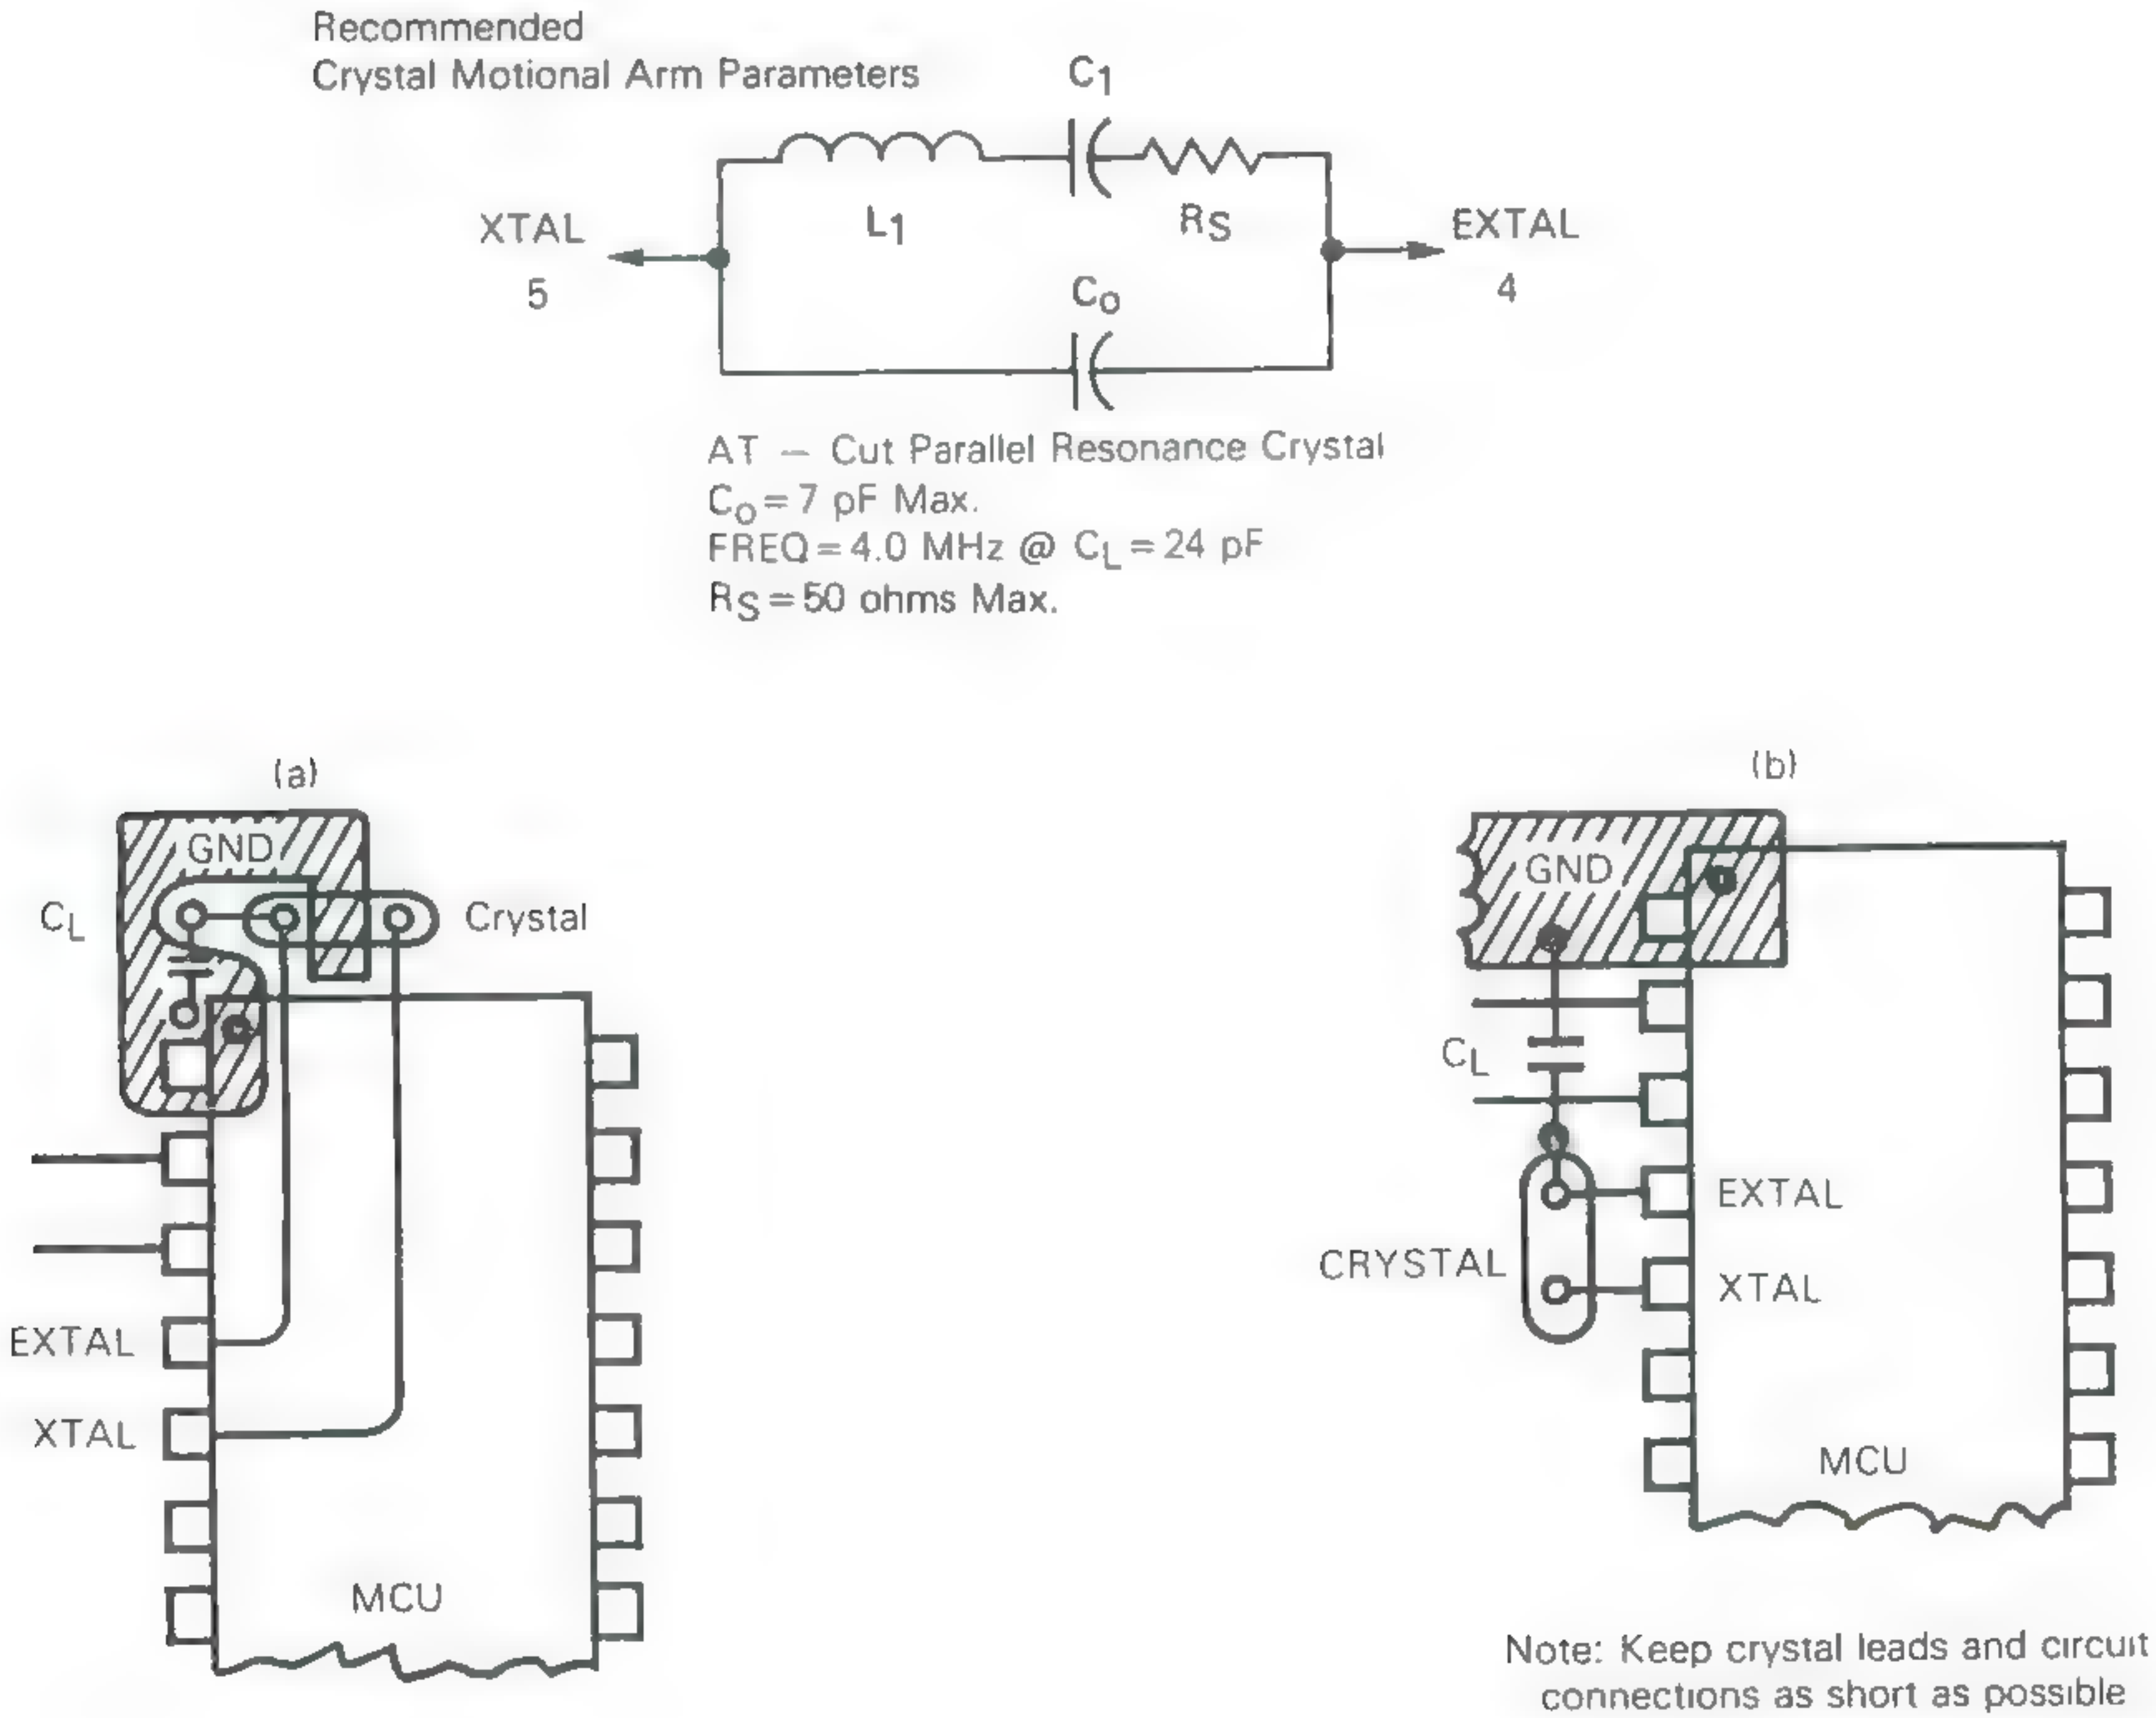 Recommended
Crystal Motional Arm Parameters
C1
L1
RS
XTAL
5
EXTAL
4
Co
AT — Cut Parallel Resonance Crystal
Co = 7 pF Max.
FREQ = 4.0 MHz @ CL = 24 pF
RS = 50 ohms Max.
(a)
GND
CL
Crystal
EXTAL
XTAL
MCU
(b)
GND
CL
EXTAL
CRYSTAL
XTAL
MCU
Note: Keep crystal leads and circuit
connections as short as possible